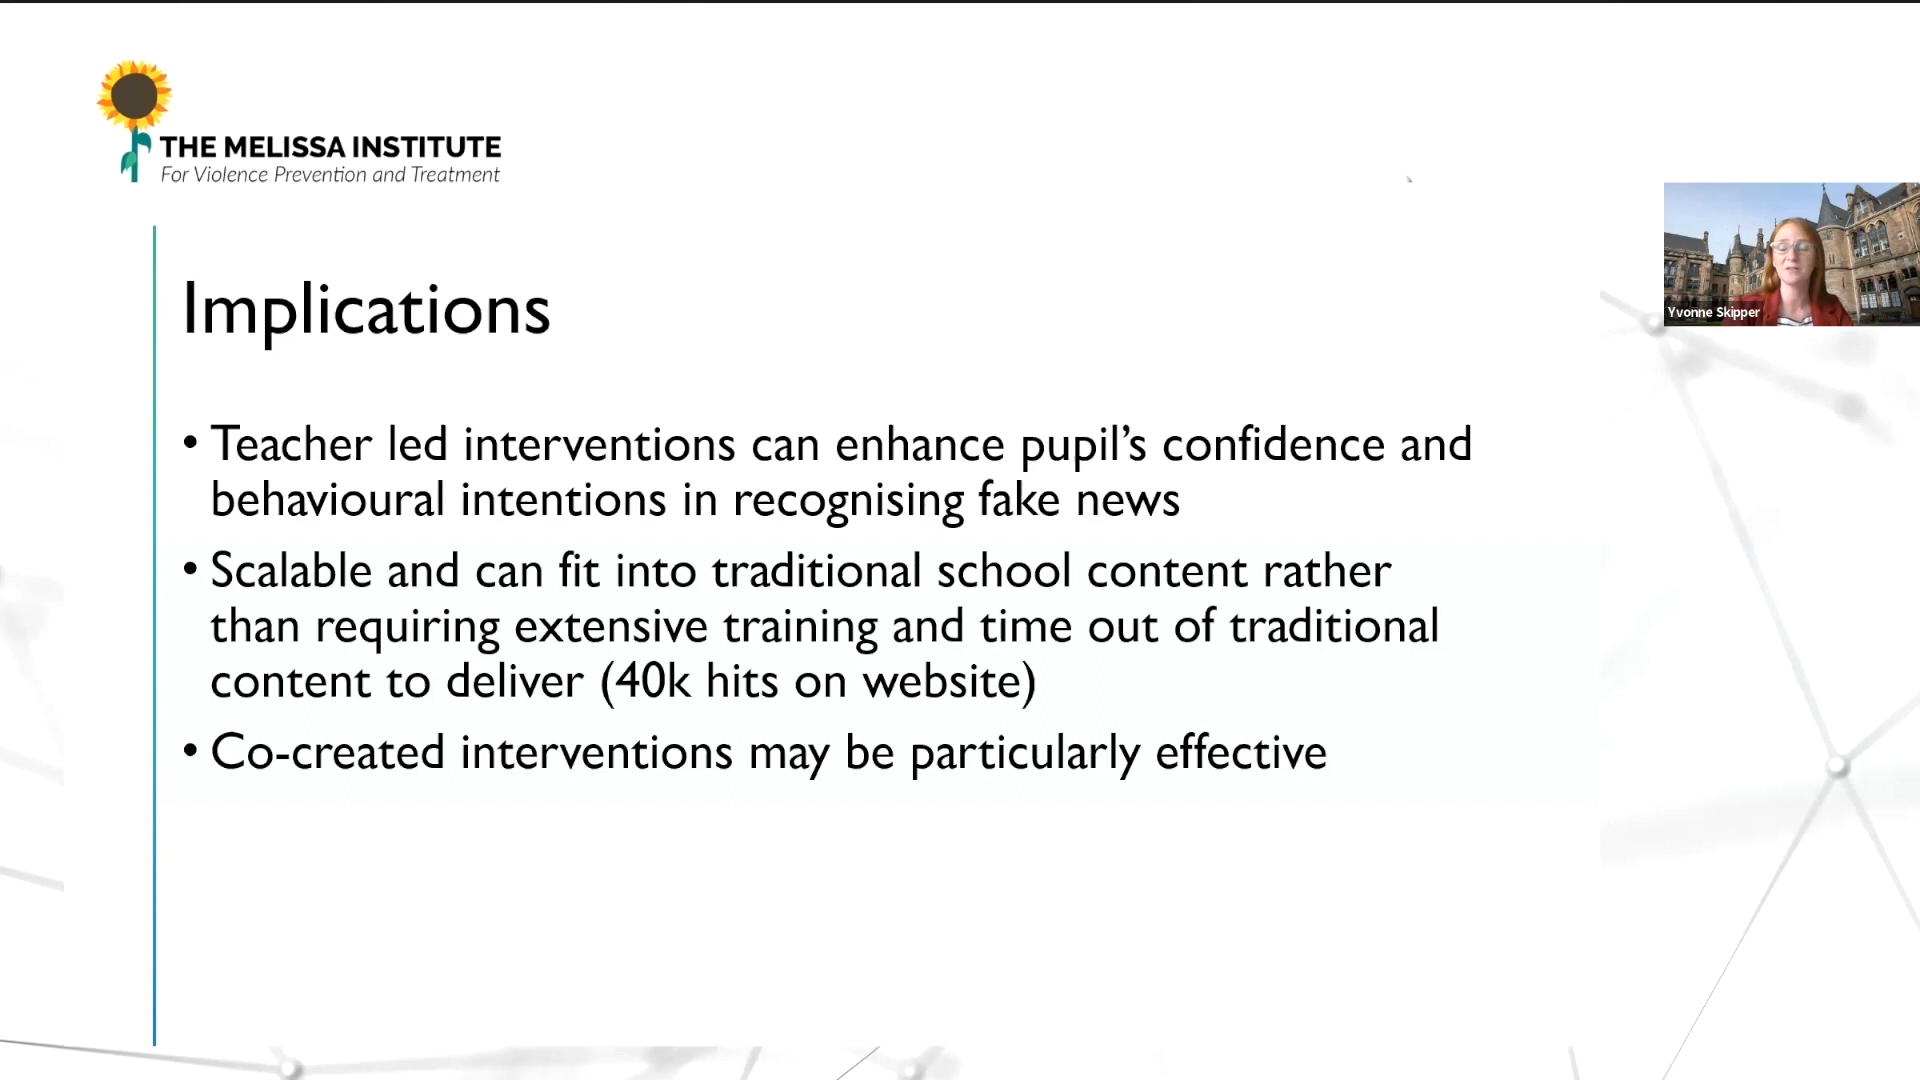 THE MELISSA INSTITUTE
For Violence Prevention and Treatment
Yvonne Skipper
Implications
• Teacher led interventions can enhance pupil’s confidence and
behavioural intentions in recognising fake news
• Scalable and can fit into traditional school content rather
than requiring extensive training and time out of traditional
content to deliver (40k hits on website)
• Co-created interventions may be particularly effective